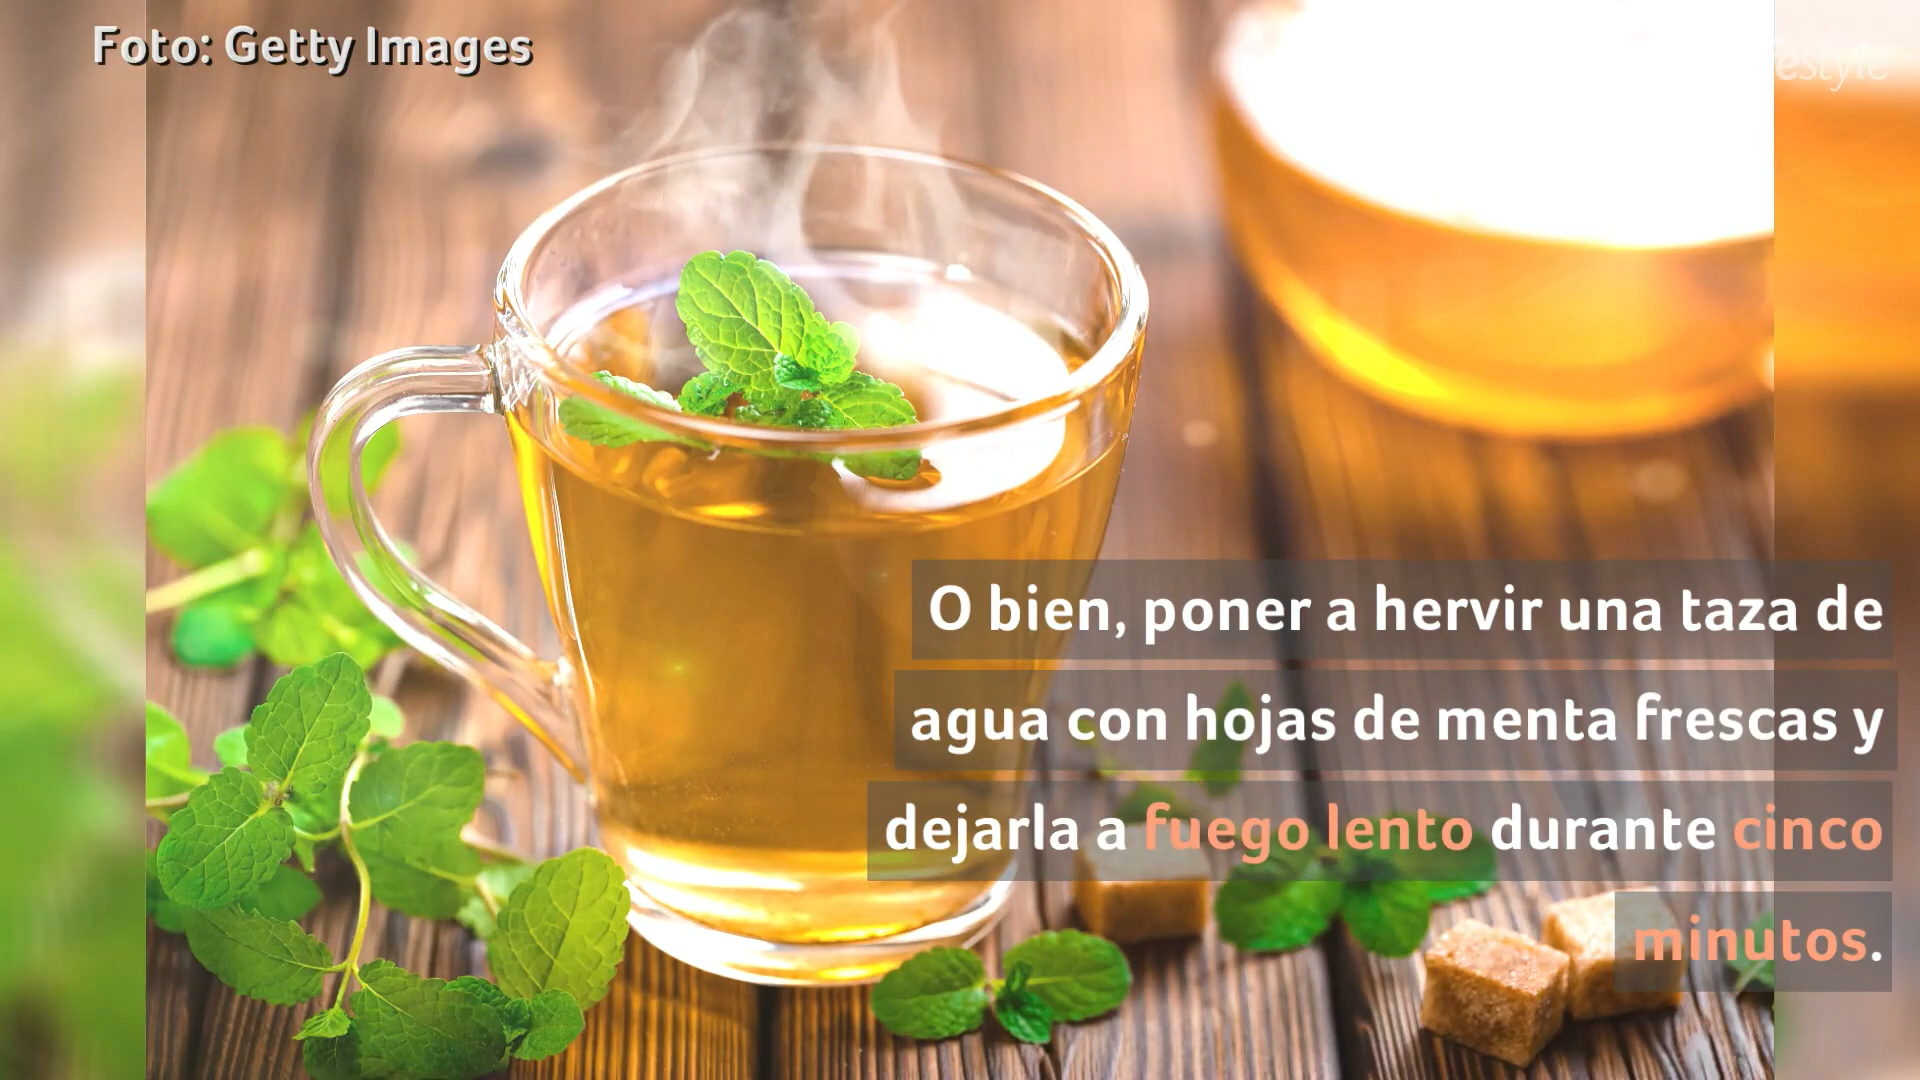 Foto: Getty Images
estyle
O bien, poner a hervir una taza de
agua con hojas de menta frescas y
dejarla a fuego lento durante cinco
minutos.